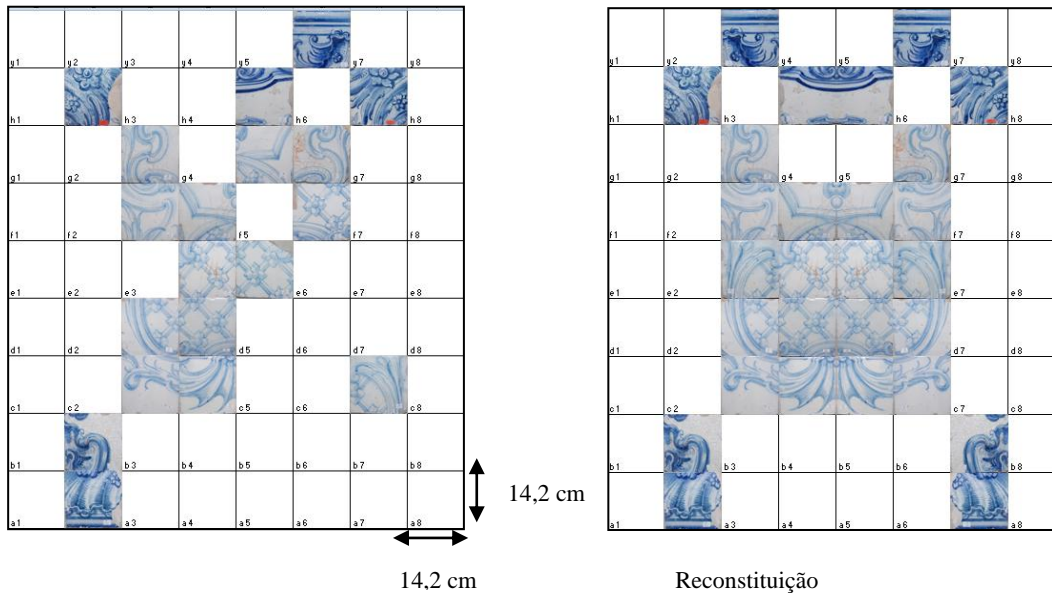 y1 y2 y3 y4 y5 y7 y8
h1 h3 h4 h6 h8
g1 g2 g4 g7 g8
f1 f2 f5 f7 f8
e1 e2 e3 e6 e7 e8
d1 d2 d5 d6 d7 d8
c1 c2 c5 c6 c8
b1 b3 b4 b5 b6 b7 b8
a1 a3 a4 a5 a6 a7 a8
14,2 cm
14,2 cm
y1 y2 y4 y5 y7 y8
h1 h3 h6 h8
g1 g2 g4 g5 g7 g8
f1 f2 f7 f8
e1 e2 e7 e8
d1 d2 d7 d8
c1 c2 c7 c8
b1 b3 b4 b5 b6 b8
a1 a3 a4 a5 a6 a8
Reconstituição